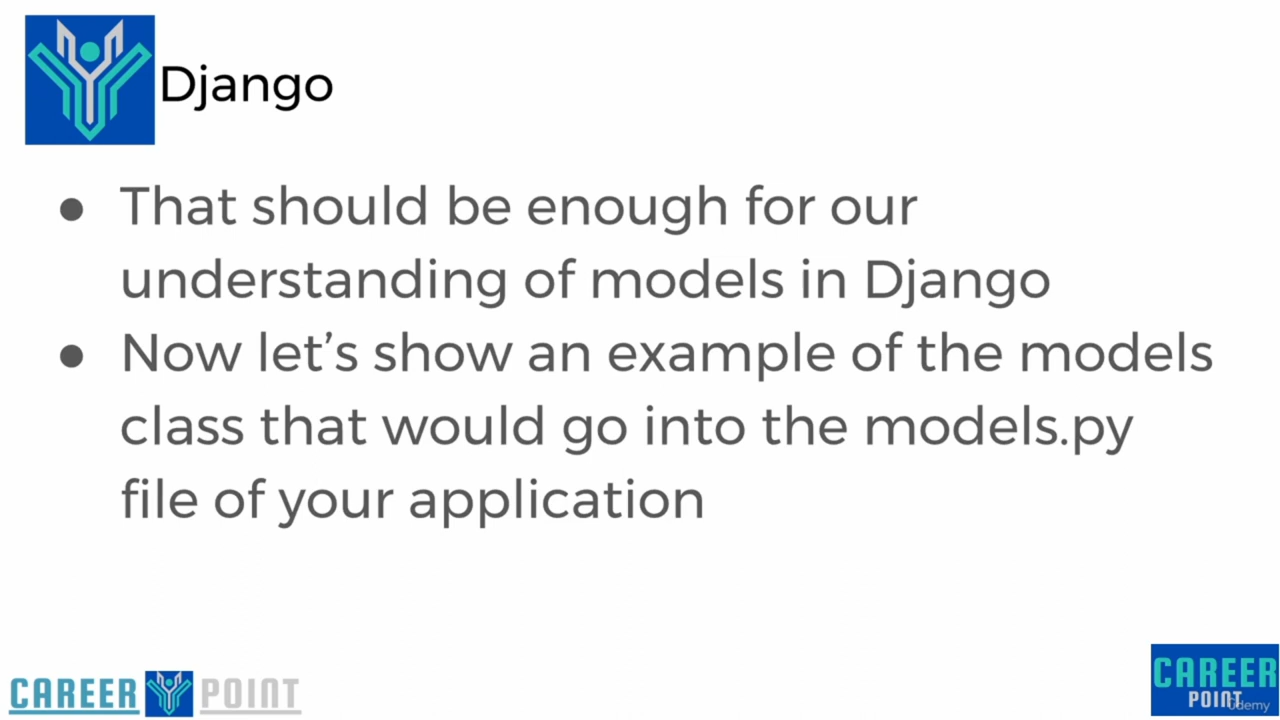 Django
● That should be enough for our
understanding of models in Django
● Now let's show an example of the models
class that would go into the models.py
file of your application
CAREER POINT
CAREER
POINT
udemy